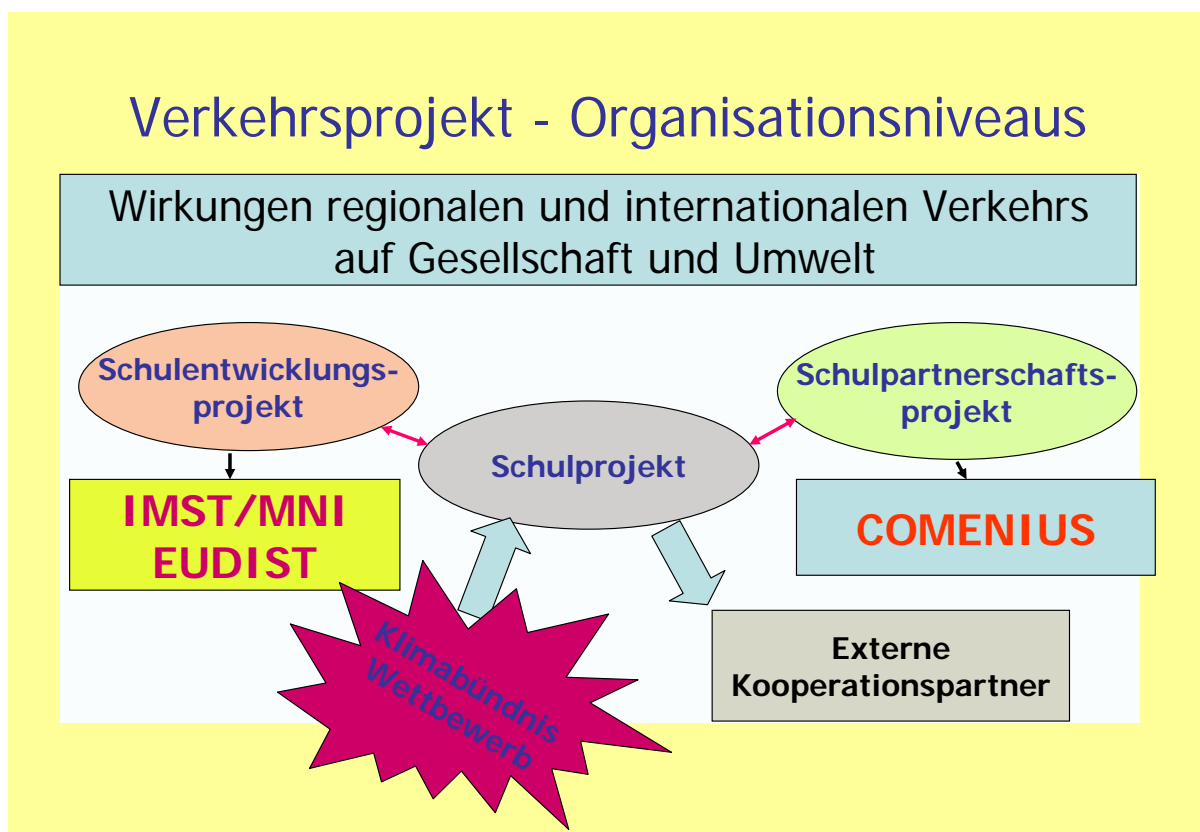 Verkehrsprojekt - Organisationsniveaus
Wirkungen regionalen und internationalen Verkehrs
auf Gesellschaft und Umwelt
Schulentwicklungs-
projekt
Schulpartnerschafts-
projekt
Schulprojekt
IMST/MNI
EUDIST
COMENIUS
Klimabündnis
Wettbewerb
Externe
Kooperationspartner